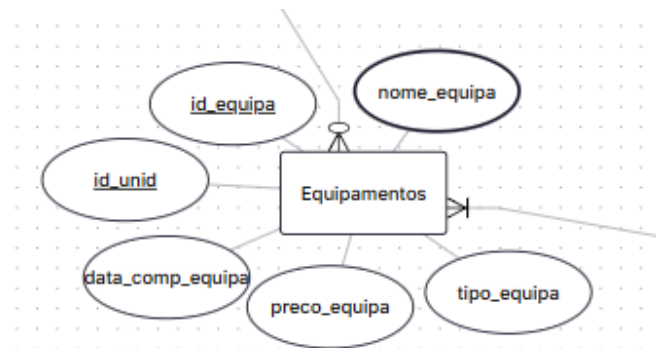 id_equipa
nome_equipa
id_unid
Equipamentos
data_comp_equipa
preco_equipa
tipo_equipa